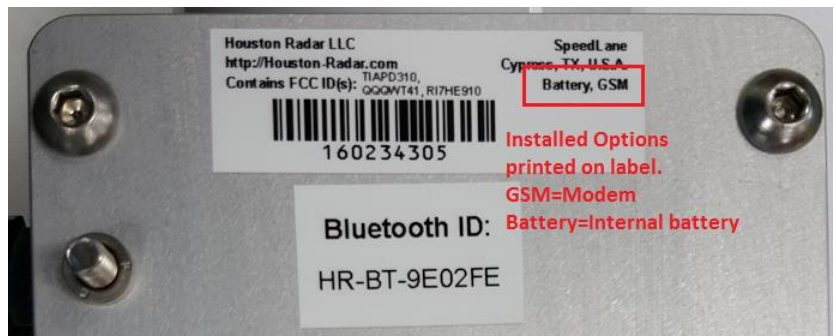 Houston Radar LLC
SpeedLane
http://Houston-Radar.com
Cypress, TX, U.S.A.
Contains FCC ID(s): TIAPD310,
QQQWT41, RI7HE910
Battery, GSM
160234305
Installed Options
printed on label.
GSM=Modem
Battery=Internal battery
Bluetooth ID:
HR-BT-9E02FE